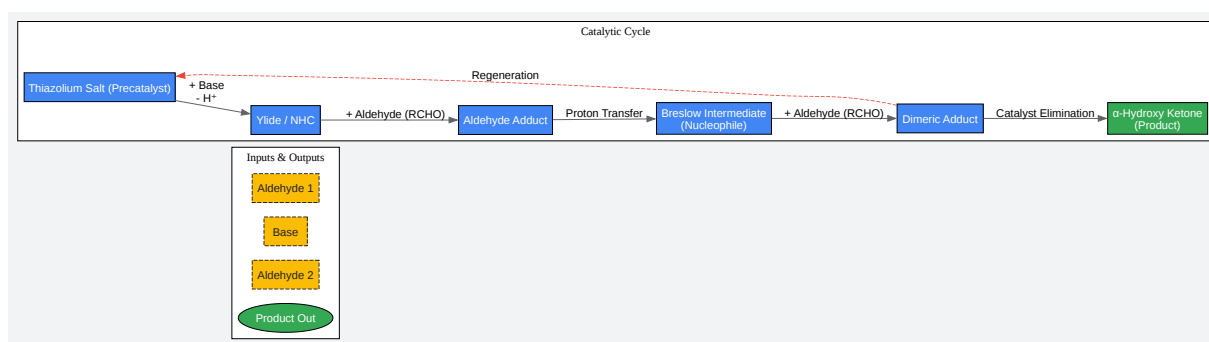 Catalytic Cycle
Regeneration
Thiazolium Salt (Precatalyst)
+ Base
- H⁺
Ylide / NHC
+ Aldehyde (RCHO)
Aldehyde Adduct
Proton Transfer
Breslow Intermediate
(Nucleophile)
+ Aldehyde (RCHO)
Dimeric Adduct
Catalyst Elimination
α-Hydroxy Ketone
(Product)
Inputs & Outputs
Aldehyde 1
Base
Aldehyde 2
Product Out